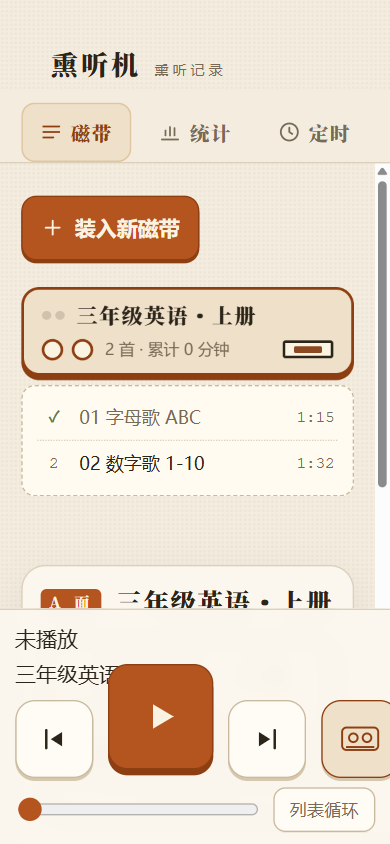 熏听机 熏听记录
磁带 统计 定时
装入新磁带
三年级英语·上册
2 首 · 累计 0 分钟
✓ 01 字母歌 ABC 1:15
2 02 数字歌 1-10 1:32
A 面 三年级英语·上册
未播放
三年级英语
列表循环